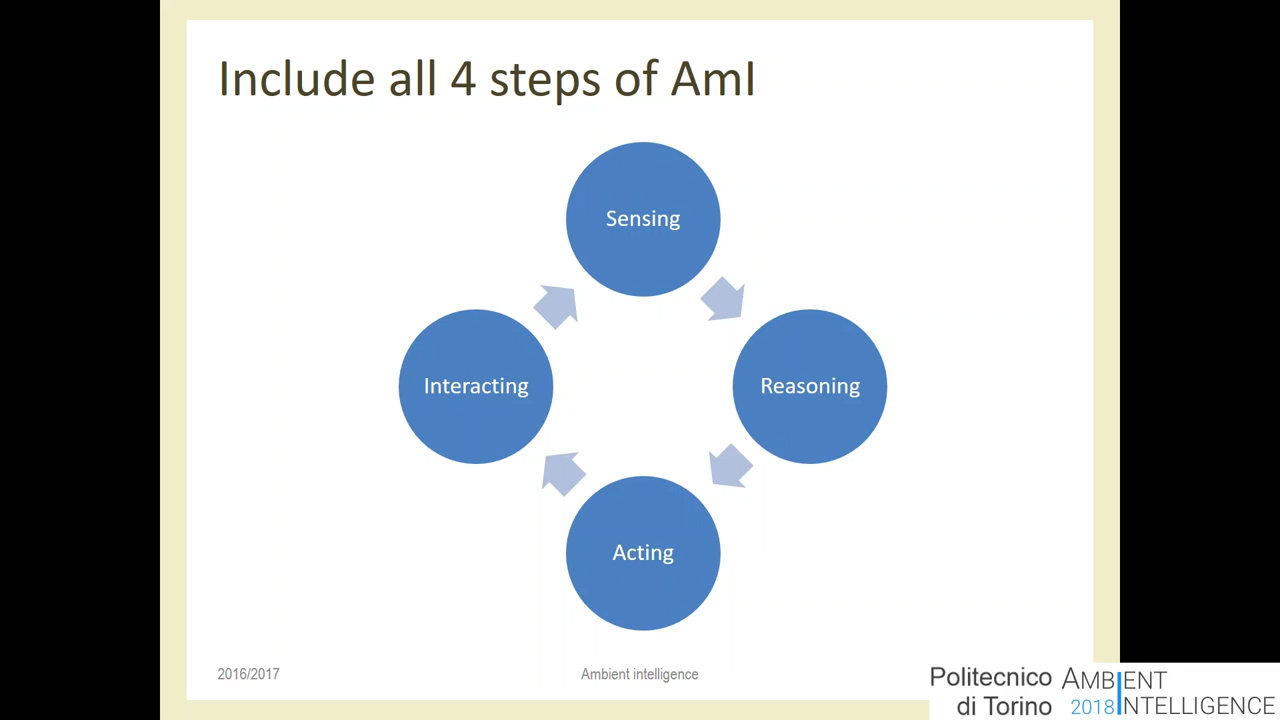 Include all 4 steps of AmI
Sensing
Interacting
Reasoning
Acting
2016/2017
Ambient intelligence
Politecnico
di Torino
AMBIENT
2018 INTELLIGENCE